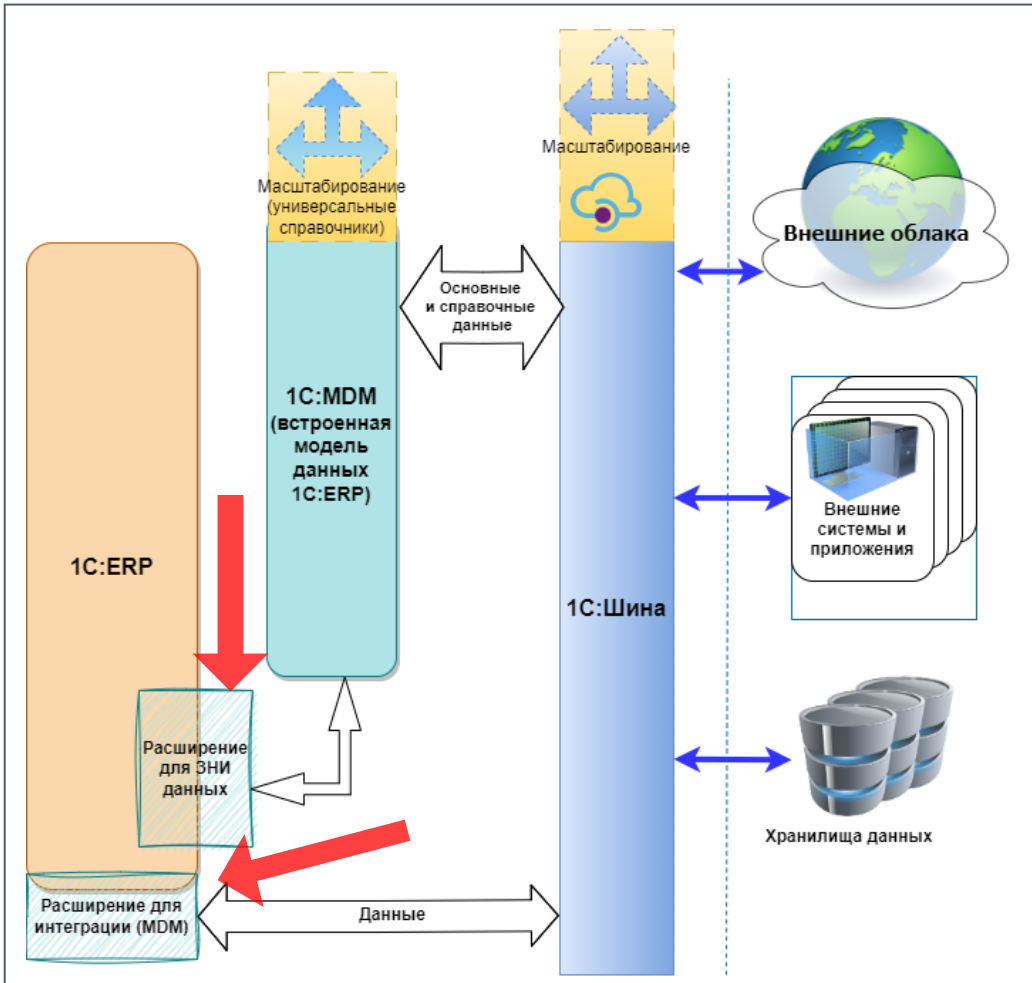 Масштабирование
(универсальные
справочники)
Масштабирование
Внешние облака
Основные
и справочные
данные
1С:MDM
(встроенная
модель
данных
1С:ERP)
Внешние
системы и
приложения
1С:ERP
1С:Шина
Расширение
для ЗНИ
данных
Хранилища данных
Расширение для
интеграции (MDM)
Данные